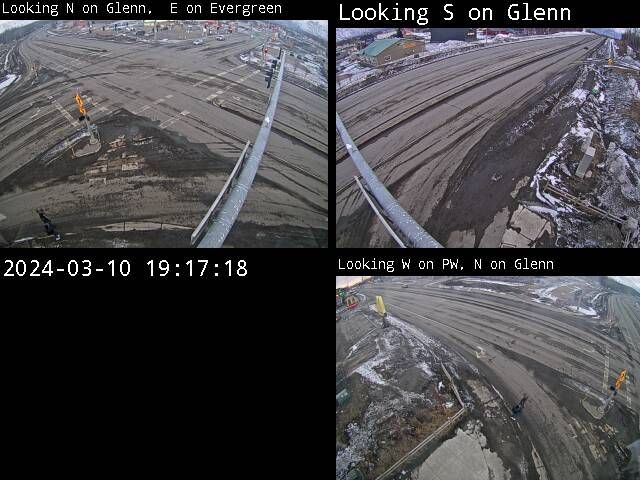 Looking N on Glenn,  E on Evergreen
Looking S on Glenn
2024-03-10 19:17:18
Looking W on PW, N on Glenn